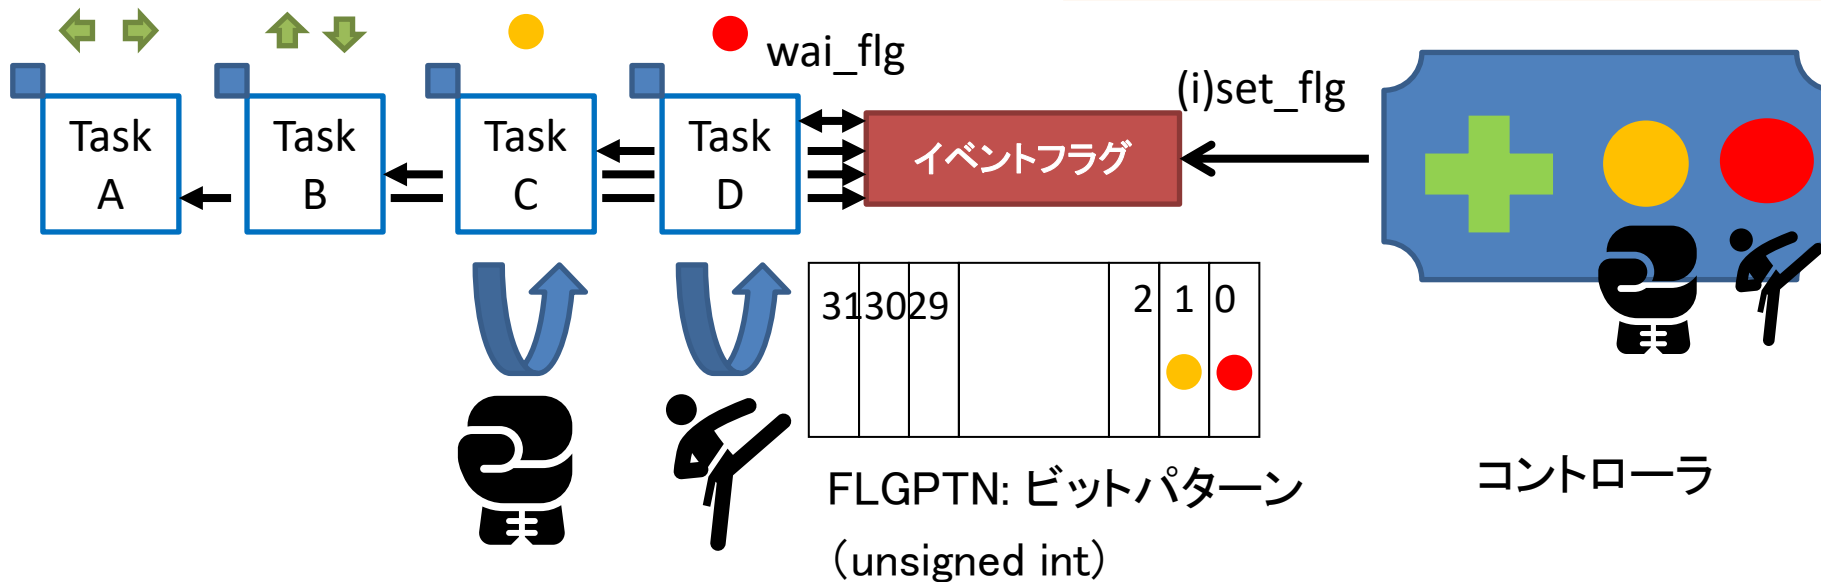 wai_flg
(i)set_flg
Task A
Task B
Task C
Task D
イベントフラグ
31 30 29 2 1 0
FLGPTN: ビットパターン
（unsigned int）
コントローラ